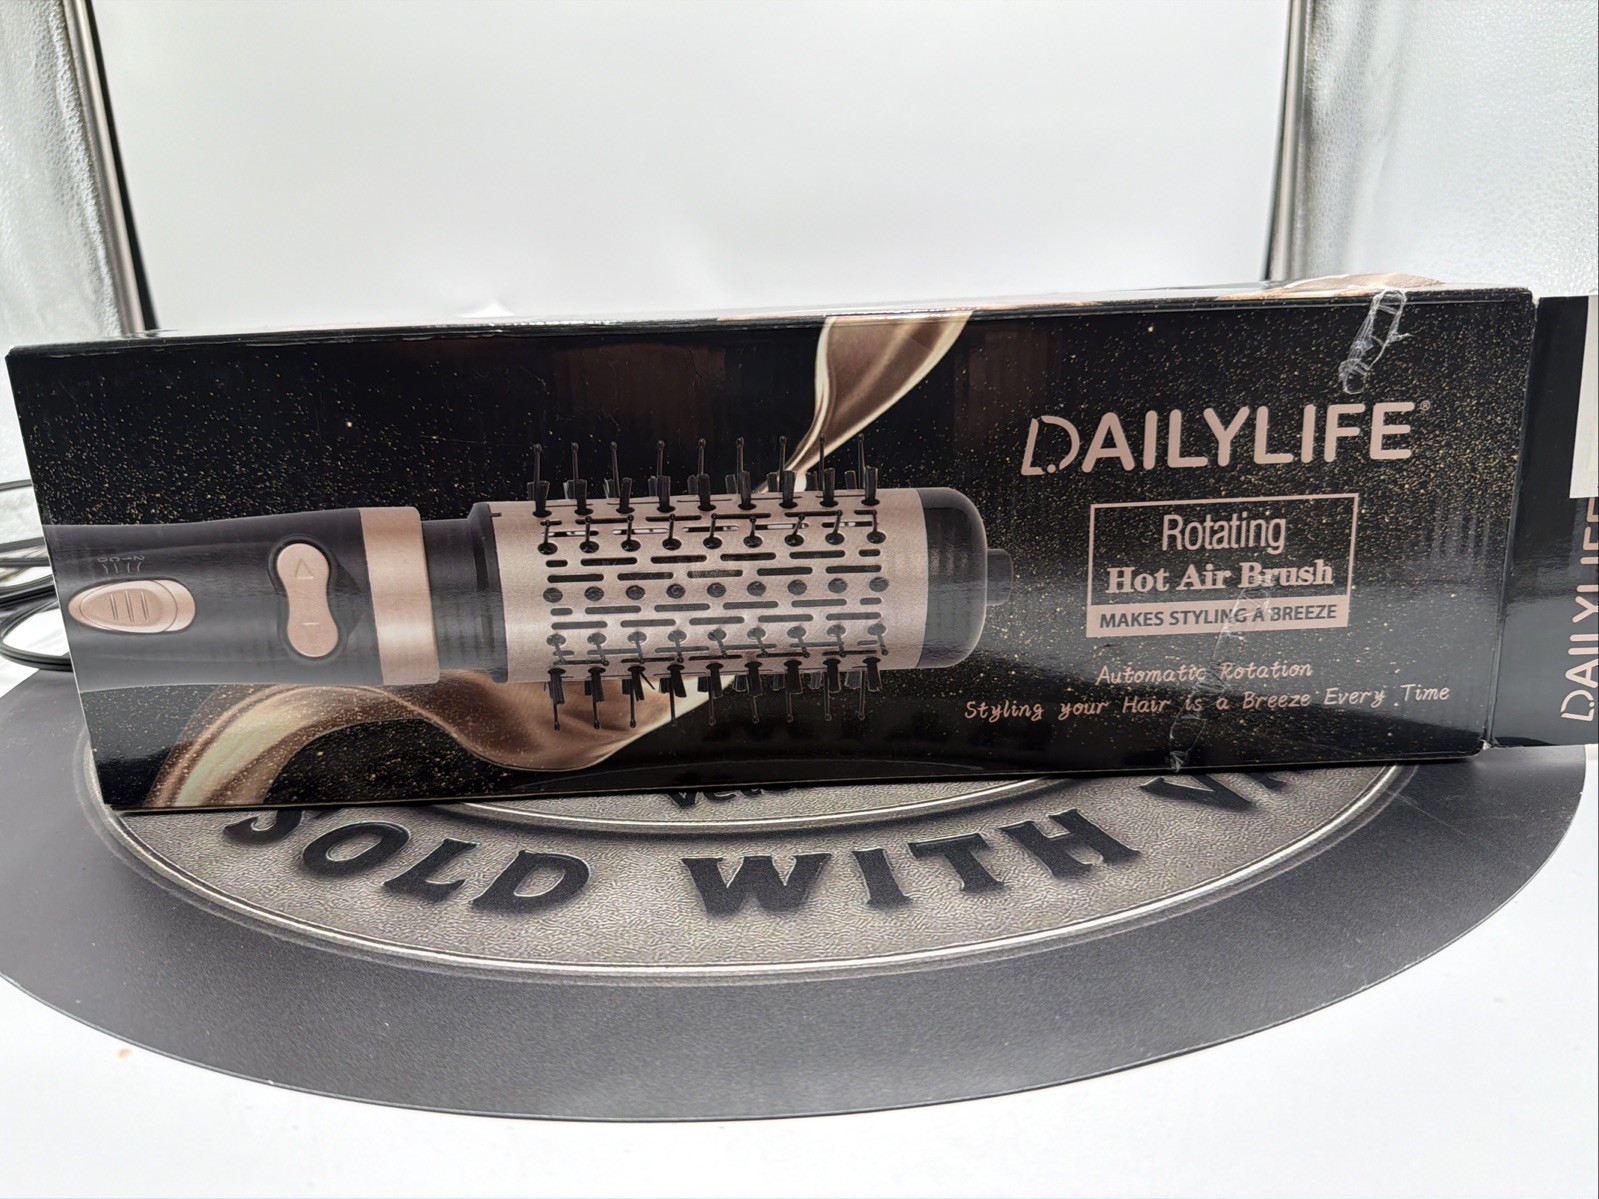 DAILYLIFE®
Rotating
Hot Air Brush
MAKES STYLING A BREEZE
Automatic Rotation
Styling your Hair is a Breeze Every Time
DAILYLIFE
SOLD WITH